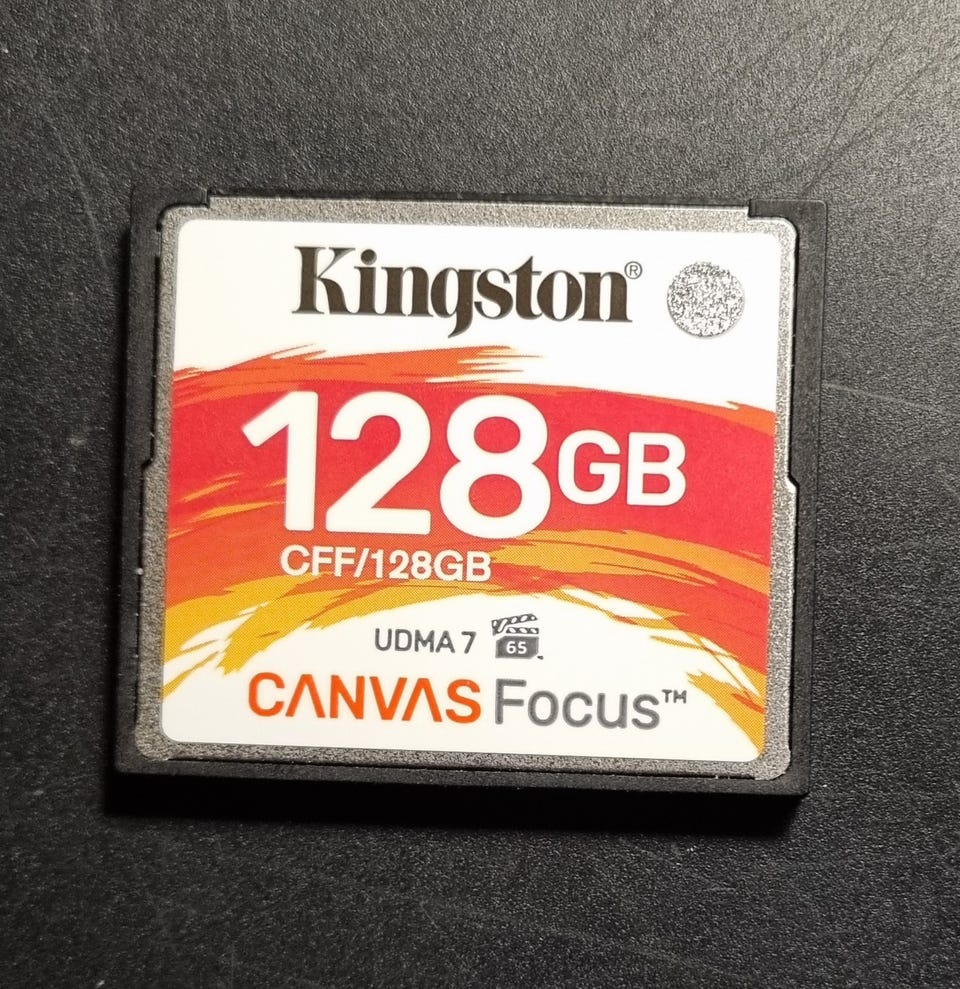 Kingston®
128GB
CFF/128GB
UDMA 7 65
CANVAS Focus™